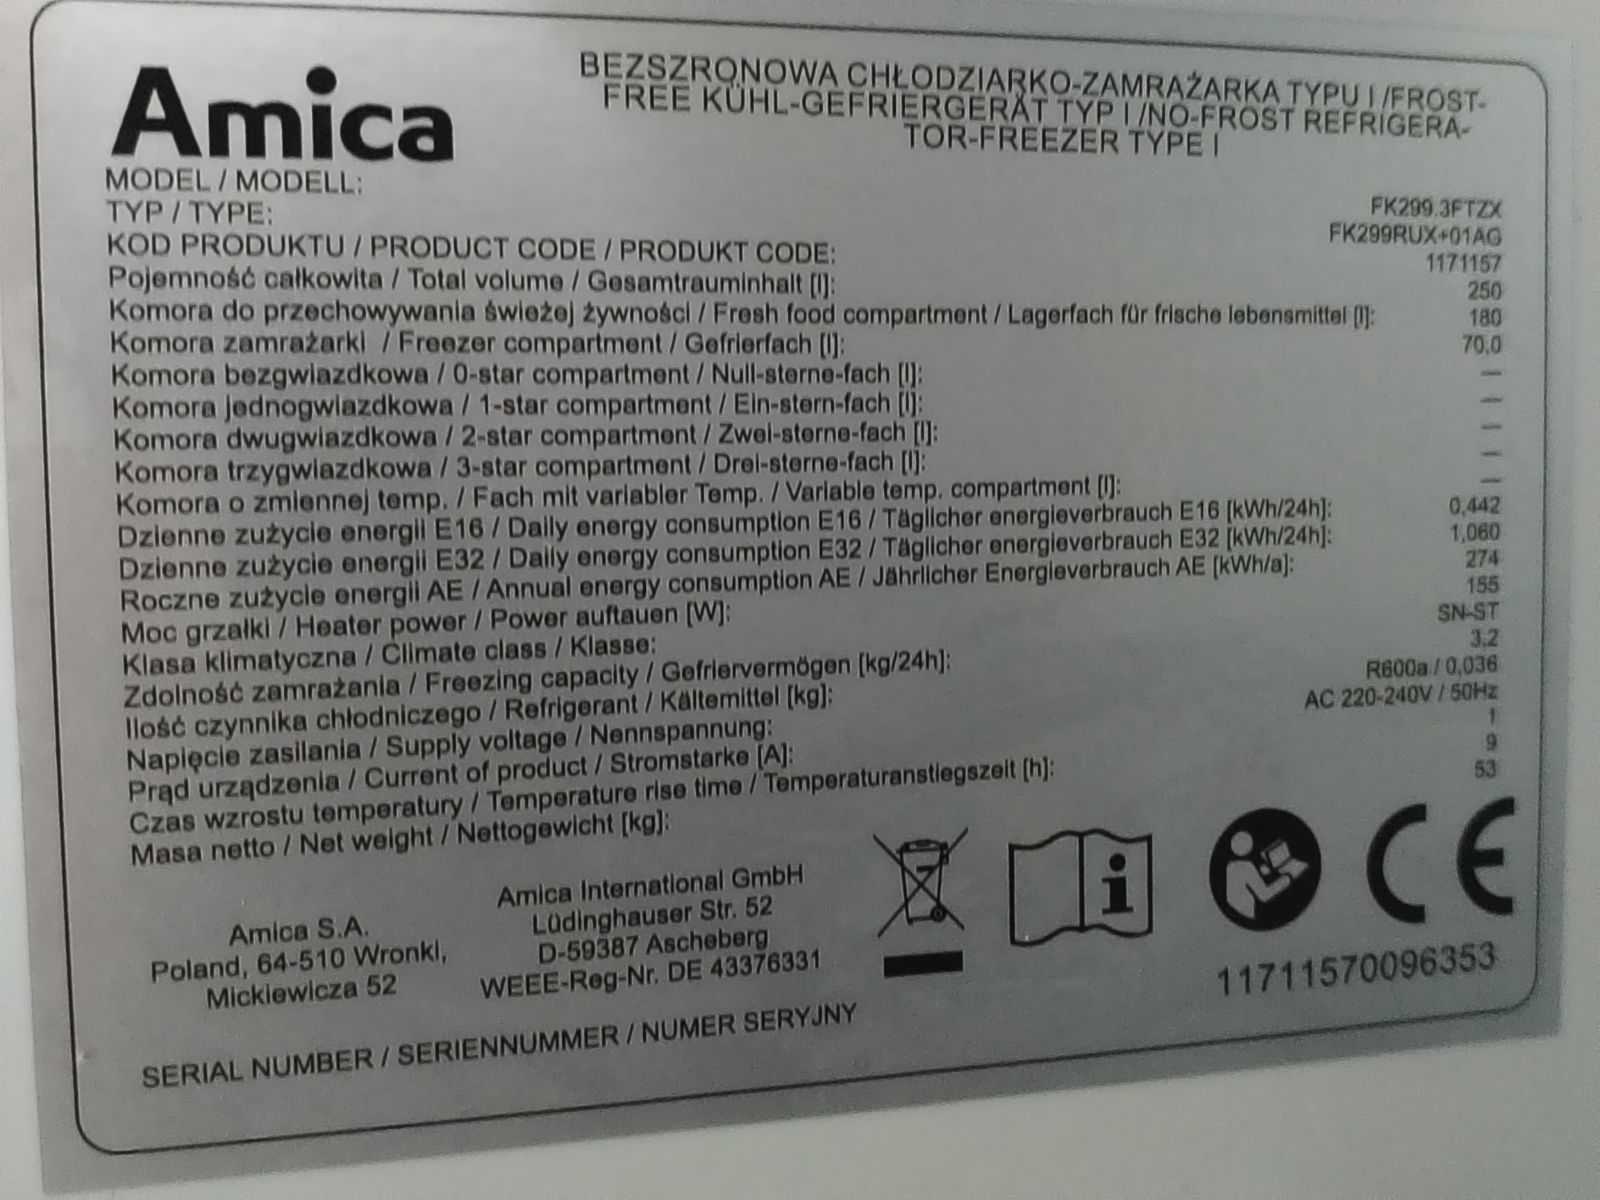 Amica
BEZSZRONOWA CHŁODZIARKO-ZAMRAŻARKA TYPU I /FROST-
FREE KÜHL-GEFRIERGERÄT TYP I /NO-FROST REFRIGERA-
TOR-FREEZER TYPE I
MODEL / MODELL: FK299.3FTZX
TYP / TYPE: FK299RUX+01AG
KOD PRODUKTU / PRODUCT CODE / PRODUKT CODE: 1171157
Pojemność całkowita / Total volume / Gesamtrauminhalt [l]: 250
Komora do przechowywania świeżej żywności / Fresh food compartment / Lagerfach für frische lebensmittel [l]: 180
Komora zamrażarki / Freezer compartment / Gefrierfach [l]: 70,0
Komora bezgwiazdkowa / 0-star compartment / Null-sterne-fach [l]: —
Komora jednogwiazdkowa / 1-star compartment / Ein-stern-fach [l]: —
Komora dwugwiazdkowa / 2-star compartment / Zwei-sterne-fach [l]: —
Komora trzygwiazdkowa / 3-star compartment / Drei-sterne-fach [l]: —
Komora o zmiennej temp. / Fach mit variabler Temp. / Variable temp. compartment [l]: —
Dzienne zużycie energii E16 / Daily energy consumption E16 / Täglicher energieverbrauch E16 [kWh/24h]: 0,442
Dzienne zużycie energii E32 / Daily energy consumption E32 / Täglicher energieverbrauch E32 [kWh/24h]: 1,060
Roczne zużycie energii AE / Annual energy consumption AE / Jährlicher Energieverbrauch AE [kWh/a]: 274
Moc grzałki / Heater power / Power auftauen [W]: 155
Klasa klimatyczna / Climate class / Klasse: SN-ST
Zdolność zamrażania / Freezing capacity / Gefriervermögen [kg/24h]: 3,2
Ilość czynnika chłodniczego / Refrigerant / Kältemittel [kg]: R600a / 0,036
Napięcie zasilania / Supply voltage / Nennspannung: AC 220-240V / 50Hz
Prąd urządzenia / Current of product / Stromstarke [A]: 1
Czas wzrostu temperatury / Temperature rise time / Temperaturanstiegszeit [h]: 9
Masa netto / Net weight / Nettogewicht [kg]: 53
Amica S.A.
Poland, 64-510 Wronki,
Mickiewicza 52
Amica International GmbH
Lüdinghauser Str. 52
D-59387 Ascheberg
WEEE-Reg-Nr. DE 43376331
i
CE
SERIAL NUMBER / SERIENNUMMER / NUMER SERYJNY
11711570096353